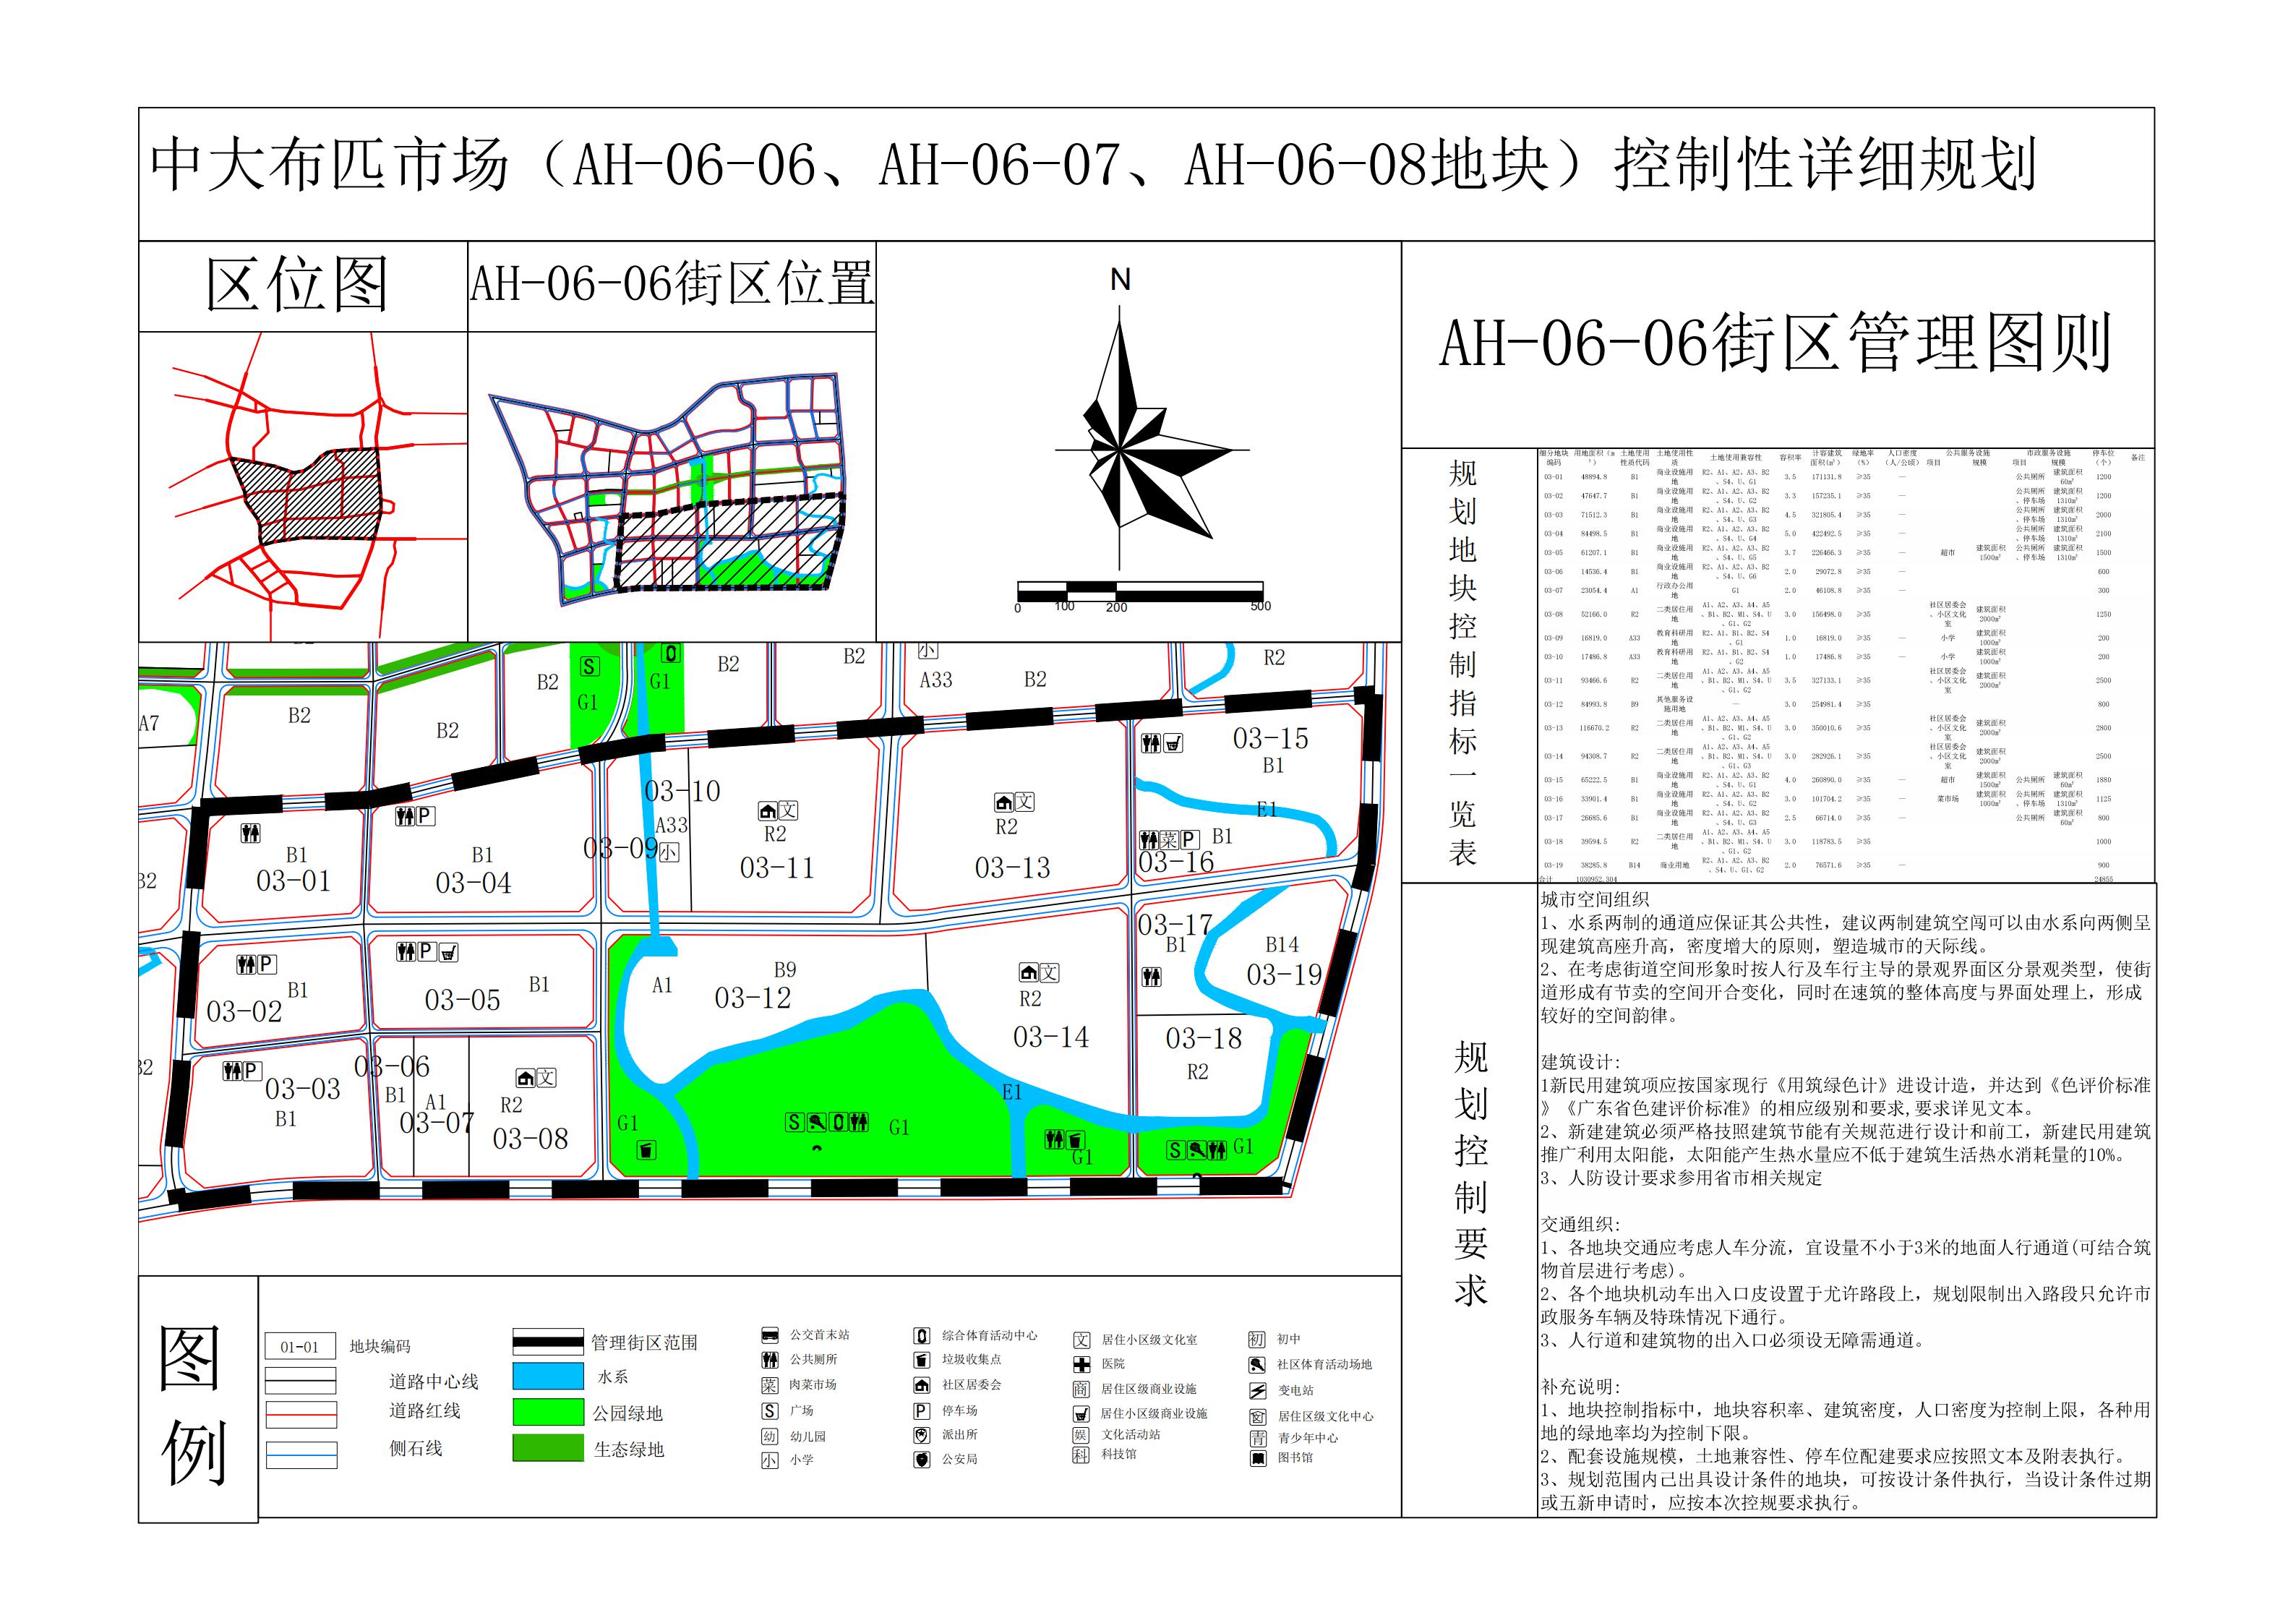 中大布匹市场（AH-06-06、AH-06-07、AH-06-08地块）控制性详细规划
区位图
AH-06-06街区位置
N
0 100 200 500
AH-06-06街区管理图则
规划地块控制指标一览表
细分地块编码 用地面积（m²） 土地使用性质代码 土地使用性质 土地使用兼容性 容积率 计容建筑面积(m²) 绿地率(%) 人口密度(人/公顷) 公共服务设施 项目 规模 市政服务设施 项目 规模 停车位(个) 备注
03-01 48894.8 B1 商业设施用地 R2、A1、A2、A3、B2、S4、U、G1 3.5 171131.8 ≥35 — 公共厕所 建筑面积60m² 1200
03-02 47647.7 B1 商业设施用地 R2、A1、A2、A3、B2、S4、U、G2 3.3 157235.1 ≥35 — 公共厕所、停车场 建筑面积1310m² 1200
03-03 71512.3 B1 商业设施用地 R2、A1、A2、A3、B2、S4、U、G3 4.5 321805.4 ≥35 — 公共厕所、停车场 建筑面积1310m² 2000
03-04 84498.5 B1 商业设施用地 R2、A1、A2、A3、B2、S4、U、G4 5.0 422492.5 ≥35 — 公共厕所、停车场 建筑面积1310m² 2100
03-05 61207.1 B1 商业设施用地 R2、A1、A2、A3、B2、S4、U、G5 3.7 226466.3 ≥35 — 超市 建筑面积1500m² 公共厕所、停车场 建筑面积1310m² 1500
03-06 14536.4 B1 商业设施用地 R2、A1、A2、A3、B2、S4、U、G6 2.0 29072.8 ≥35 — 600
03-07 23054.4 A1 行政办公用地 G1 2.0 46108.8 ≥35 — 300
03-08 52166.0 R2 二类居住用地 A1、A2、A3、A4、A5、B1、B2、M1、S4、U、G1、G2 3.0 156498.0 ≥35 社区居委会、小区文化室 建筑面积2000m² 1250
03-09 16819.0 A33 教育科研用地 R2、A1、B1、B2、S4、G1 1.0 16819.0 ≥35 — 小学 建筑面积1000m² 200
03-10 17486.8 A33 教育科研用地 R2、A1、B1、B2、S4、G2 1.0 17486.8 ≥35 — 小学 建筑面积1000m² 200
03-11 93466.6 R2 二类居住用地 A1、A2、A3、A4、A5、B1、B2、M1、S4、U、G1、G2 3.5 327133.1 ≥35 社区居委会、小区文化室 建筑面积2000m² 2500
03-12 84993.8 B9 其他服务设施用地 — 3.0 254981.4 ≥35 800
03-13 116670.2 R2 二类居住用地 A1、A2、A3、A4、A5、B1、B2、M1、S4、U、G1、G2 3.0 350010.6 ≥35 社区居委会、小区文化室 建筑面积2000m² 2800
03-14 94308.7 R2 二类居住用地 A1、A2、A3、A4、A5、B1、B2、M1、S4、U、G1、G3 3.0 282926.1 ≥35 社区居委会、小区文化室 建筑面积2000m² 2500
03-15 65222.5 B1 商业设施用地 R2、A1、A2、A3、B2、S4、U、G1 4.0 260890.0 ≥35 — 超市 建筑面积1500m² 公共厕所 建筑面积60m² 1880
03-16 33901.4 B1 商业设施用地 R2、A1、A2、A3、B2、S4、U、G2 3.0 101704.2 ≥35 — 菜市场 建筑面积1000m² 公共厕所、停车场 建筑面积1310m² 1125
03-17 26685.6 B1 商业设施用地 R2、A1、A2、A3、B2、S4、U、G3 2.5 66714.0 ≥35 公共厕所 建筑面积60m² 800
03-18 39594.5 R2 二类居住用地 A1、A2、A3、A4、A5、B1、B2、M1、S4、U、G1、G2 3.0 118783.5 ≥35 1000
03-19 38285.8 B14 商业用地 R2、A1、A2、A3、B2、S4、U、G1、G2 2.0 76571.6 ≥35 — 900
合计 1030952.304 24855
B2
A7
B2
B2
B2
S
G1
G1
B2
B2
小
A33
B2
R2
B2
B2
P
B1
03-01
B1
03-04
03-10
A33
03-09
小
文
R2
03-11
文
R2
03-13
03-15
B1
E1
菜 P
B1
03-16
P
B1
03-02
P
03-05
B1
A1
B9
03-12
文
R2
03-14
03-17
B1
B14
03-19
03-18
R2
P
03-03
B1
03-06
B1
A1
03-07
文
R2
03-08
G1
S
G1
E1
G1
S
G1
规划控制要求
城市空间组织
1、水系两制的通道应保证其公共性，建议两制建筑空闯可以由水系向两侧呈
现建筑高座升高，密度增大的原则，塑造城市的天际线。
2、在考虑街道空间形象时按人行及车行主导的景观界面区分景观类型，使街
道形成有节卖的空间开合变化，同时在速筑的整体高度与界面处理上，形成
较好的空间韵律。
建筑设计:
1新民用建筑项应按国家现行《用筑绿色计》进设计造，并达到《色评价标准
》《广东省色建评价标准》的相应级别和要求,要求详见文本。
2、新建建筑必须严格技照建筑节能有关规范进行设计和前工，新建民用建筑
推广利用太阳能，太阳能产生热水量应不低于建筑生活热水消耗量的10%。
3、人防设计要求参用省市相关规定
交通组织:
1、各地块交通应考虑人车分流，宜设量不小于3米的地面人行通道(可结合筑
物首层进行考虑)。
2、各个地块机动车出入口皮设置于尤许路段上，规划限制出入路段只允许市
政服务车辆及特珠情况下通行。
3、人行道和建筑物的出入口必须设无障需通道。
补充说明:
1、地块控制指标中，地块容积率、建筑密度，人口密度为控制上限，各种用
地的绿地率均为控制下限。
2、配套设施规模，土地兼容性、停车位配建要求应按照文本及附表执行。
3、规划范围内已出具设计条件的地块，可按设计条件执行，当设计条件过期
或五新申请时，应按本次控规要求执行。
图例
01-01 地块编码
道路中心线
道路红线
侧石线
管理街区范围
水系
公园绿地
生态绿地
公交首末站
公共厕所
菜 肉菜市场
S 广场
幼 幼儿园
小 小学
综合体育活动中心
垃圾收集点
社区居委会
P 停车场
派出所
公安局
文 居住小区级文化室
医院
商 居住区级商业设施
居住小区级商业设施
娱 文化活动站
科 科技馆
初 初中
社区体育活动场地
变电站
居住区级文化中心
青 青少年中心
图书馆